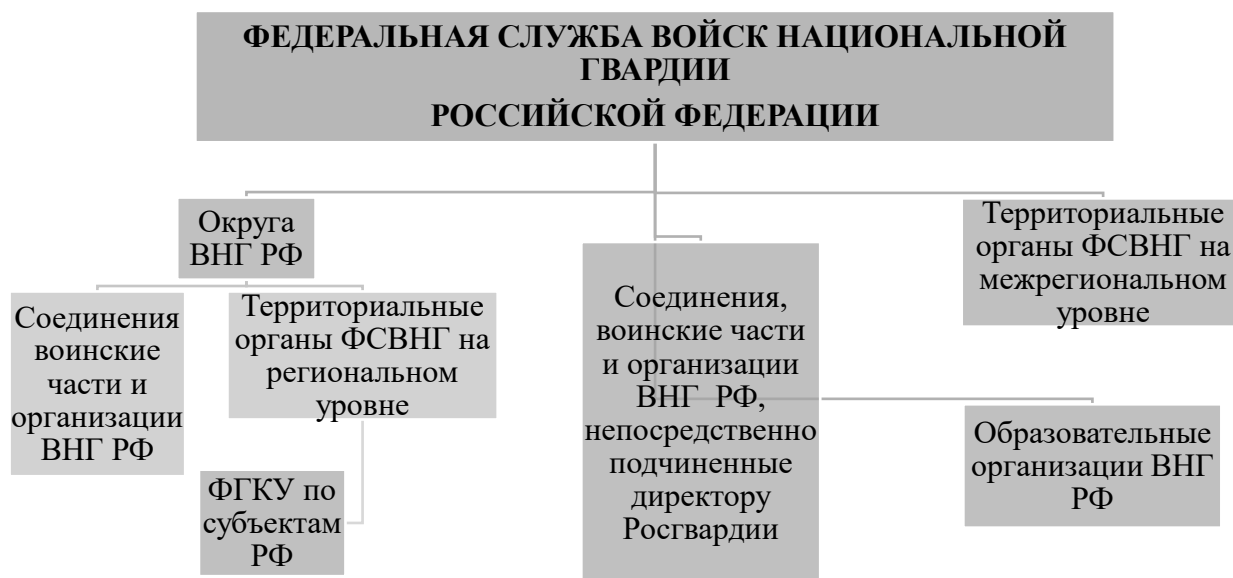 ФЕДЕРАЛЬНАЯ СЛУЖБА ВОЙСК НАЦИОНАЛЬНОЙ
ГВАРДИИ
РОССИЙСКОЙ ФЕДЕРАЦИИ
Округа
ВНГ РФ
Соединения
воинские
части и
организации
ВНГ РФ
Территориальные
органы ФСВНГ на
региональном
уровне
ФГКУ по
субъектам
РФ
Соединения,
воинские части
и организации
ВНГ РФ,
непосредственно
подчиненные
директору
Росгвардии
Территориальные
органы ФСВНГ на
межрегиональном
уровне
Образовательные
организации ВНГ
РФ